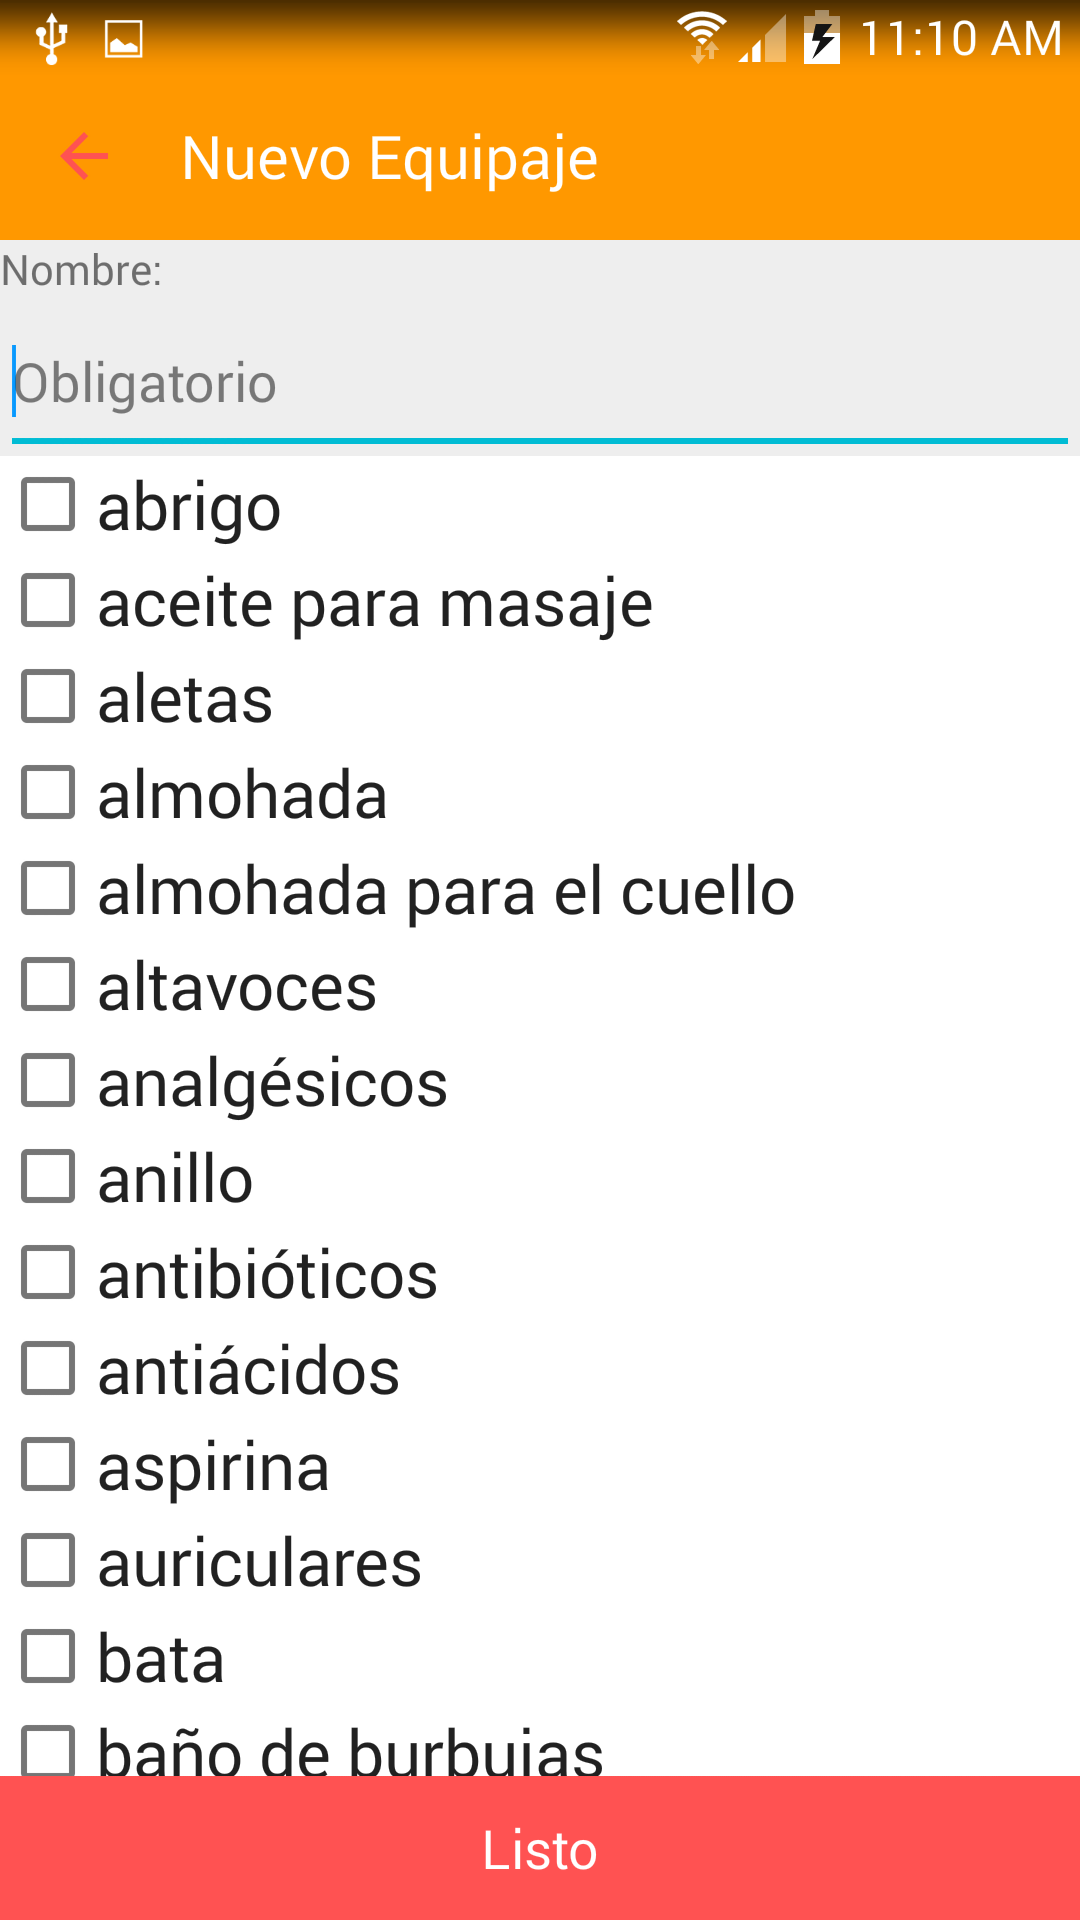 11:10 AM
Nuevo Equipaje
Nombre:
Obligatorio
abrigo
aceite para masaje
aletas
almohada
almohada para el cuello
altavoces
analgésicos
anillo
antibióticos
antiácidos
aspirina
auriculares
bata
baño de burbujas
Listo